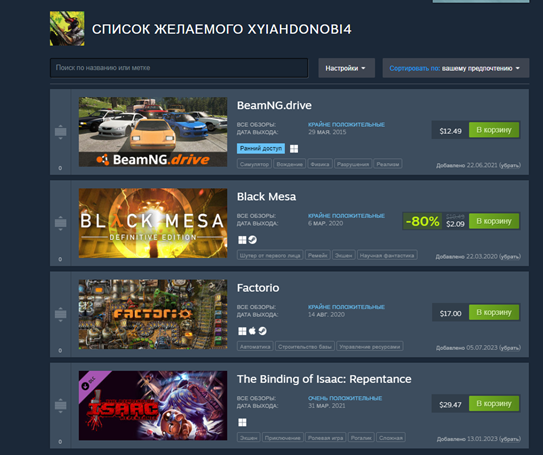 СПИСОК ЖЕЛАЕМОГО XYIAHDONOBI4
Поиск по названию или метке
Настройки
Сортировать по: вашему предпочтению
BeamNG.drive
ВСЕ ОБЗОРЫ: КРАЙНЕ ПОЛОЖИТЕЛЬНЫЕ
ДАТА ВЫХОДА: 29 МАЯ. 2015
$12.49 В корзину
Ранний доступ
BeamNG.drive
0
Симулятор Вождение Физика Разрушения Реализм
Добавлено 22.06.2021 (убрать)
Black Mesa
ВСЕ ОБЗОРЫ: КРАЙНЕ ПОЛОЖИТЕЛЬНЫЕ
ДАТА ВЫХОДА: 6 МАР. 2020
-80% $2.09 В корзину
BLACK MESA
DEFINITIVE EDITION
0
Шутер от первого лица Ремейк Экшен Научная фантастика
Добавлено 22.03.2020 (убрать)
Factorio
ВСЕ ОБЗОРЫ: КРАЙНЕ ПОЛОЖИТЕЛЬНЫЕ
ДАТА ВЫХОДА: 14 АВГ. 2020
$17.00 В корзину
FACTORIO
0
Автоматика Строительство базы Управление ресурсами
Добавлено 05.07.2023 (убрать)
The Binding of Isaac: Repentance
ВСЕ ОБЗОРЫ: ОЧЕНЬ ПОЛОЖИТЕЛЬНЫЕ
ДАТА ВЫХОДА: 31 МАР. 2021
$29.47 В корзину
DLC
ISAAC
0
Экшен Приключение Ролевая игра Рогалик Сложная
Добавлено 13.01.2023 (убрать)